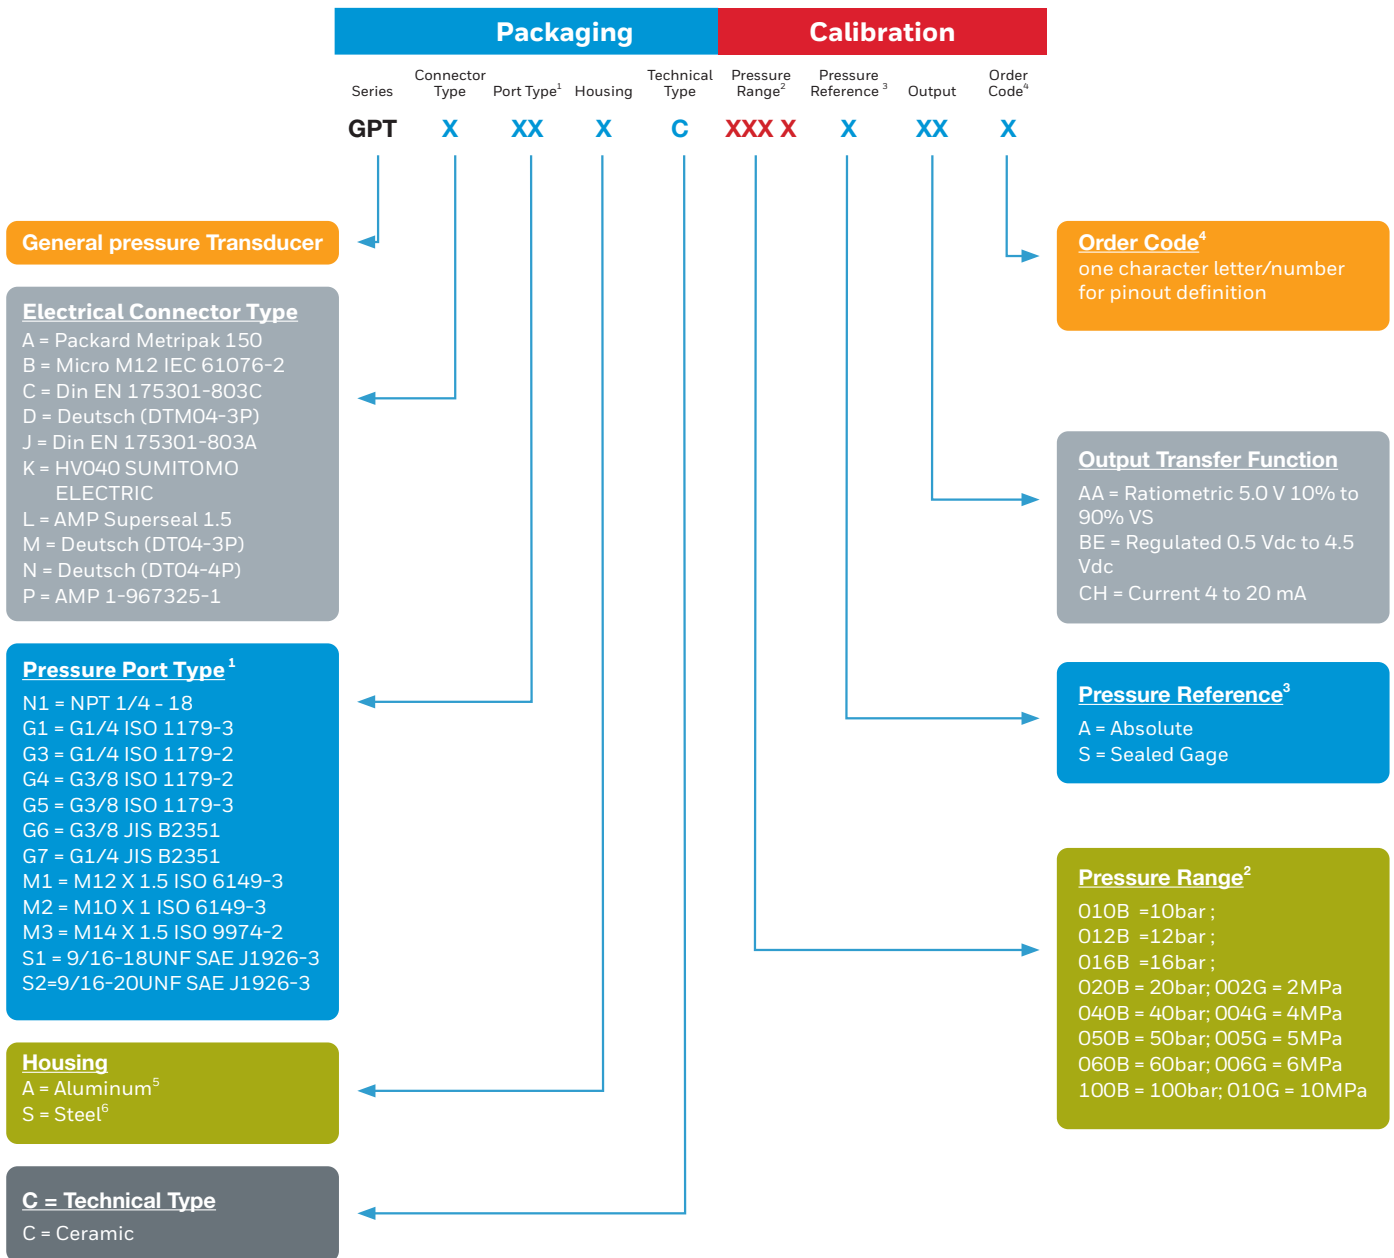 Packaging
Calibration
Series
Connector
Type
Port Type¹
Housing
Technical
Type
Pressure
Range²
Pressure
Reference ³
Output
Order
Code⁴
GPT X XX X C XXX X X XX X
General pressure Transducer
Electrical Connector Type
A = Packard Metripak 150
B = Micro M12 IEC 61076-2
C = Din EN 175301-803C
D = Deutsch (DTM04-3P)
J = Din EN 175301-803A
K = HV040 SUMITOMO
ELECTRIC
L = AMP Superseal 1.5
M = Deutsch (DT04-3P)
N = Deutsch (DT04-4P)
P = AMP 1-967325-1
Pressure Port Type ¹
N1 = NPT 1/4 - 18
G1 = G1/4 ISO 1179-3
G3 = G1/4 ISO 1179-2
G4 = G3/8 ISO 1179-2
G5 = G3/8 ISO 1179-3
G6 = G3/8 JIS B2351
G7 = G1/4 JIS B2351
M1 = M12 X 1.5 ISO 6149-3
M2 = M10 X 1 ISO 6149-3
M3 = M14 X 1.5 ISO 9974-2
S1 = 9/16-18UNF SAE J1926-3
S2=9/16-20UNF SAE J1926-3
Housing
A = Aluminum⁵
S = Steel⁶
C = Technical Type
C = Ceramic
Order Code⁴
one character letter/number
for pinout definition
Output Transfer Function
AA = Ratiometric 5.0 V 10% to
90% VS
BE = Regulated 0.5 Vdc to 4.5
Vdc
CH = Current 4 to 20 mA
Pressure Reference³
A = Absolute
S = Sealed Gage
Pressure Range²
010B =10bar ;
012B =12bar ;
016B =16bar ;
020B = 20bar; 002G = 2MPa
040B = 40bar; 004G = 4MPa
050B = 50bar; 005G = 5MPa
060B = 60bar; 006G = 6MPa
100B = 100bar; 010G = 10MPa